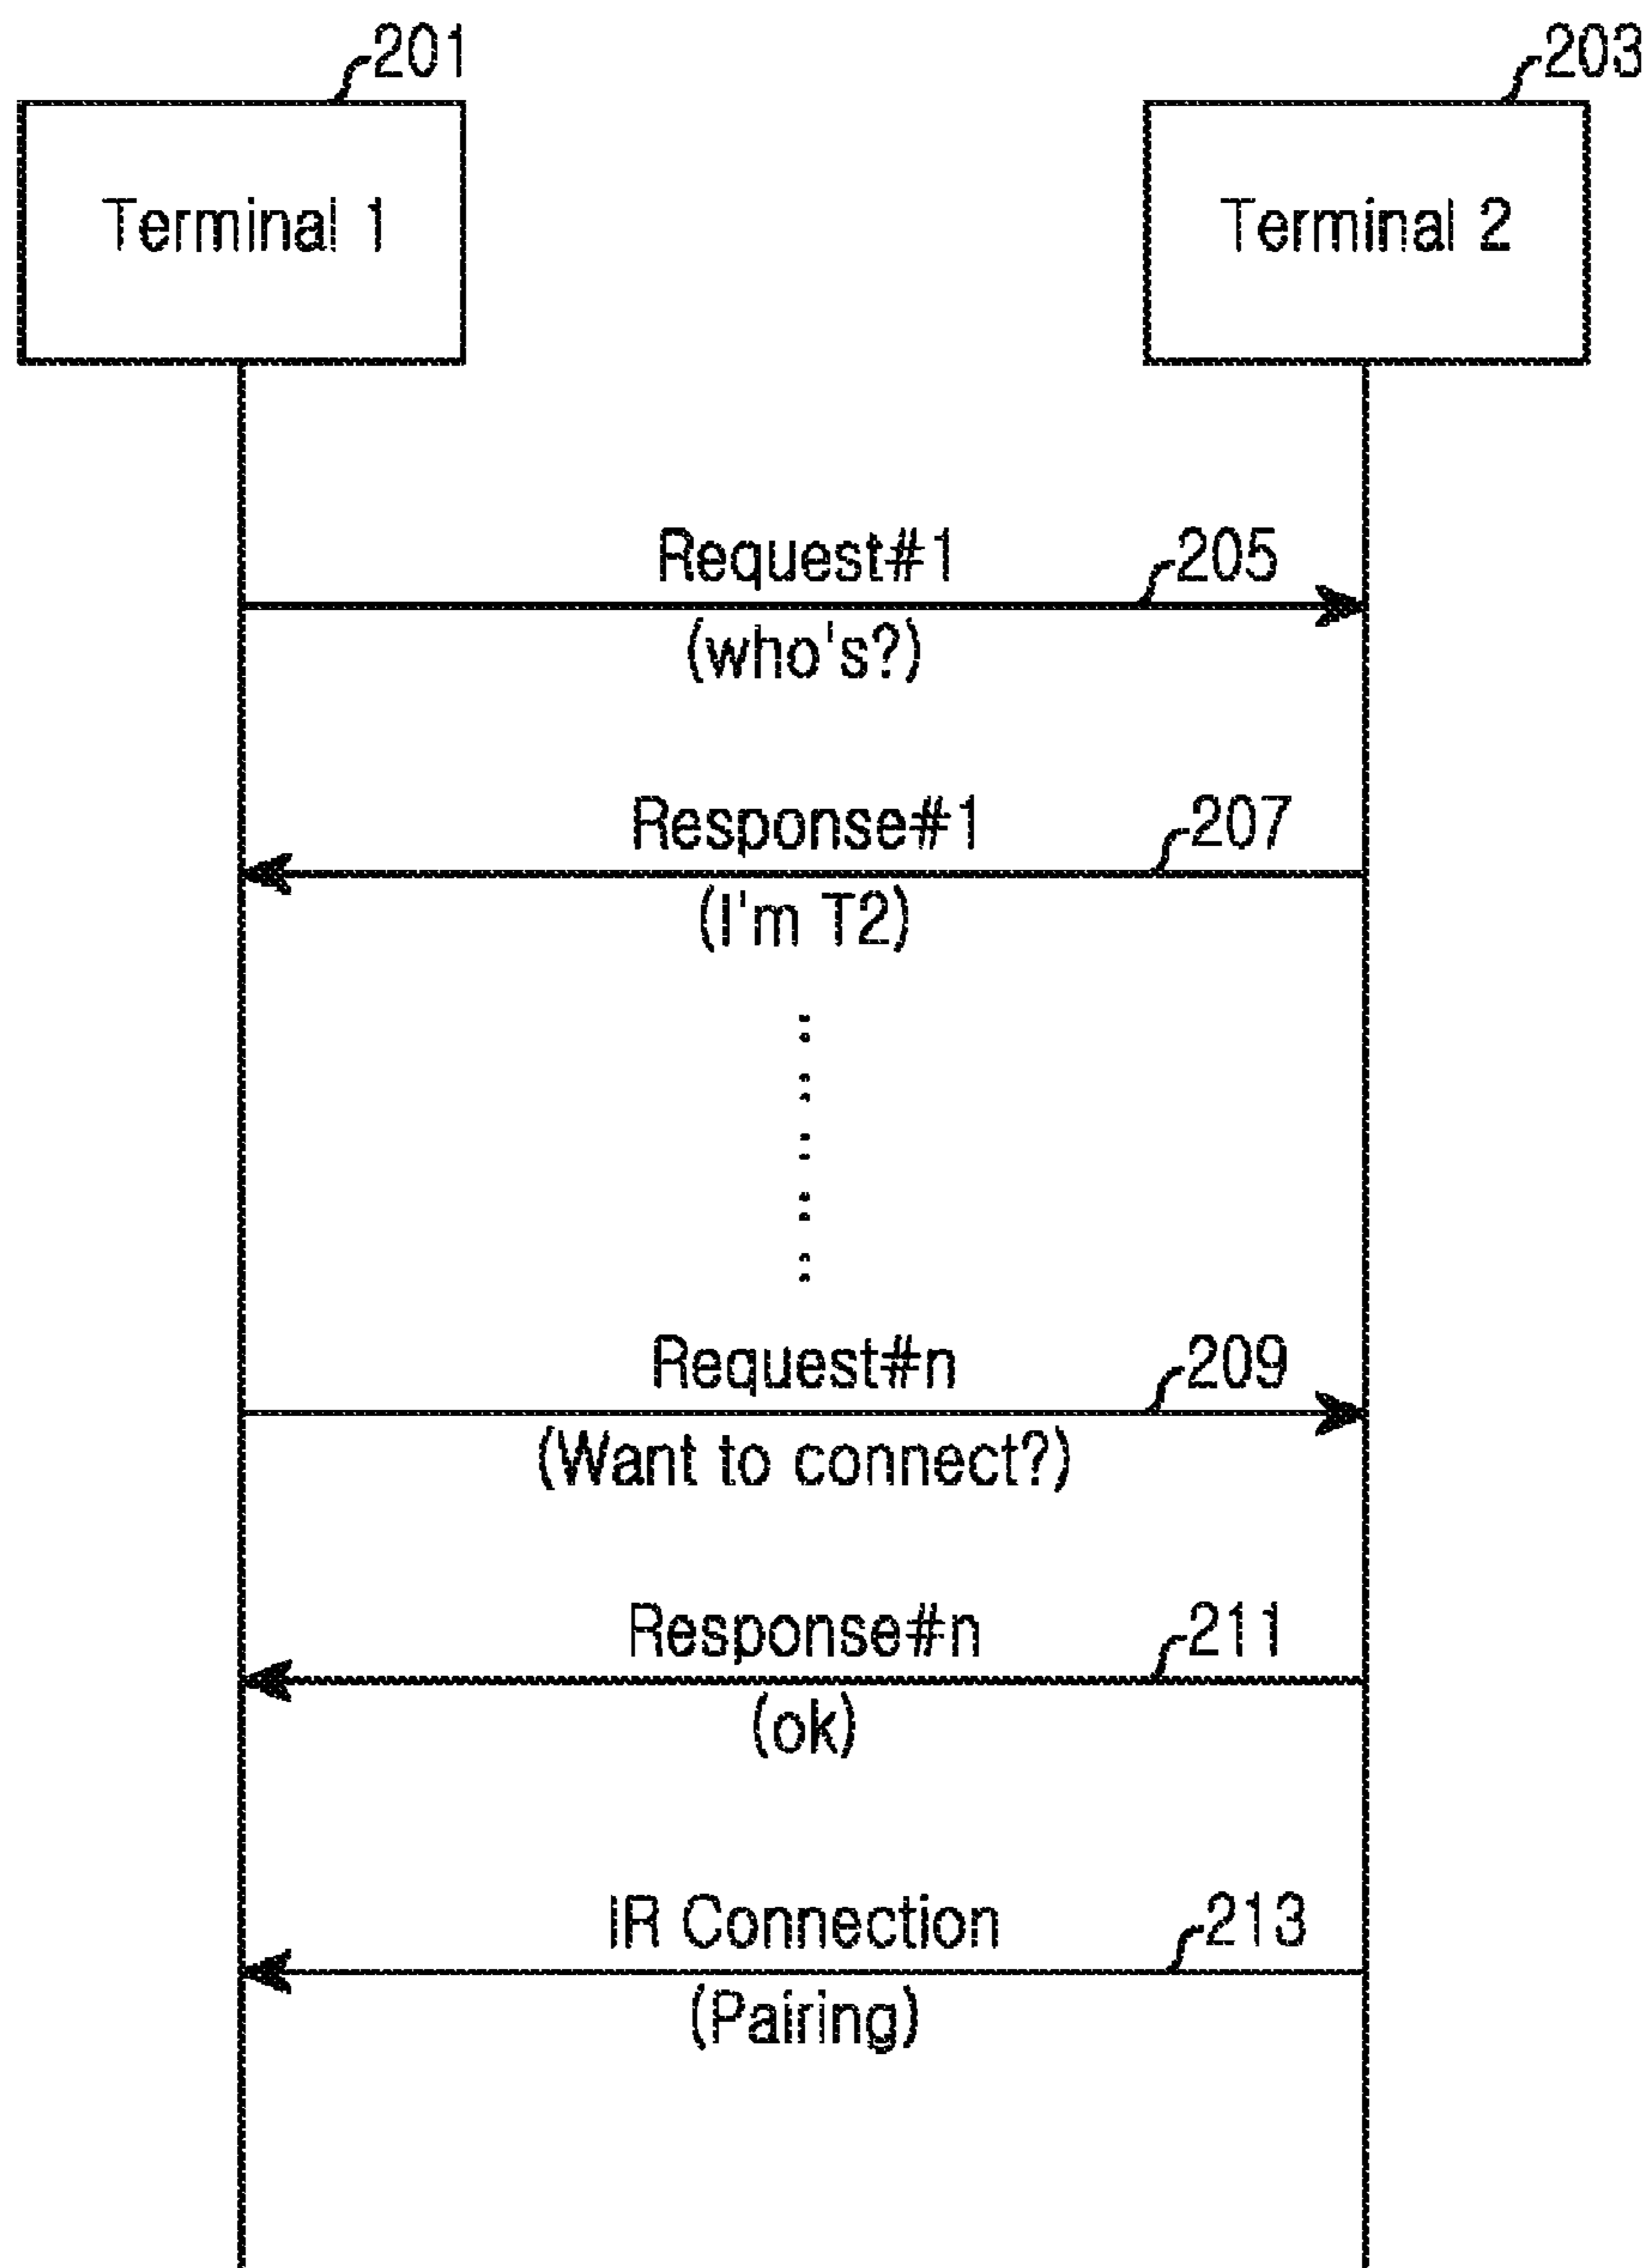 201
203
Terminal 1
Terminal 2
Request#1
205
(who's?)
Response#1
207
(I'm T2)
Request#n
209
(Want to connect?)
Response#n
211
(ok)
IR Connection
213
(Pairing)